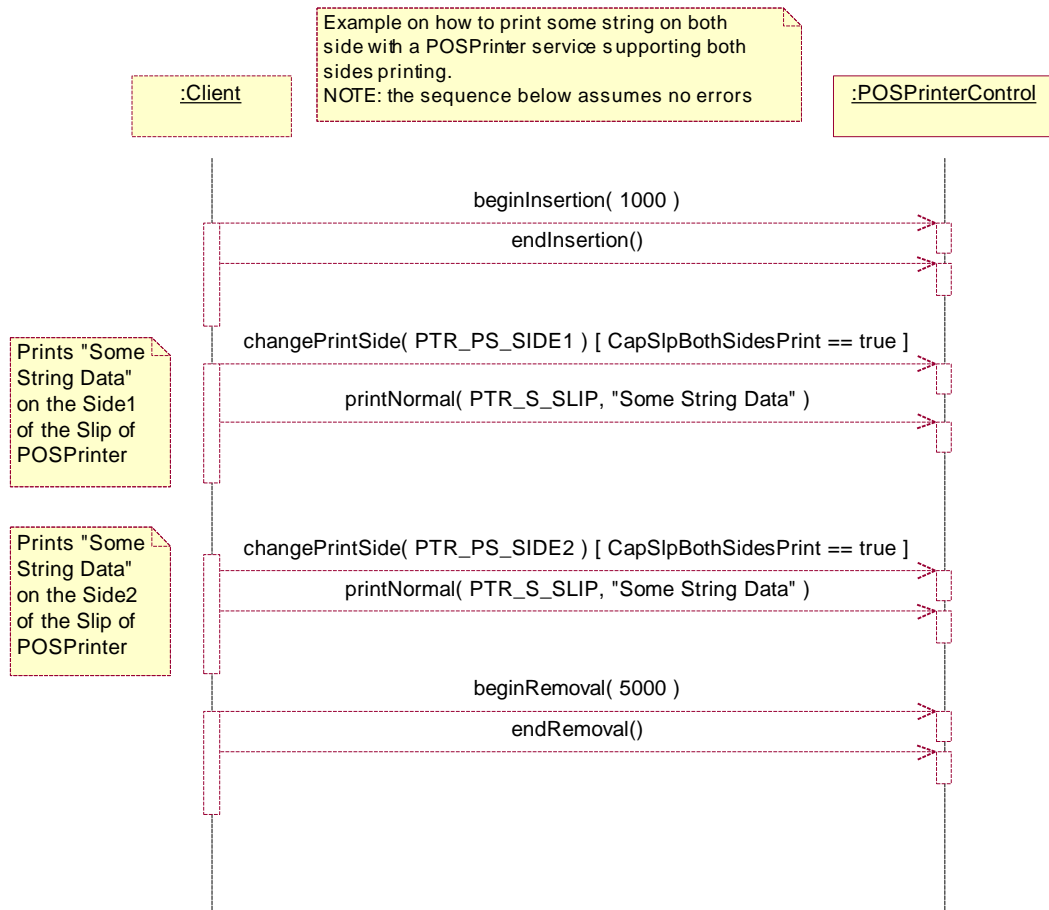 Example on how to print some string on both
side with a POSPrinter service supporting both
sides printing.
NOTE: the sequence below assumes no errors
:Client
:POSPrinterControl
beginInsertion( 1000 )
endInsertion()
changePrintSide( PTR_PS_SIDE1 ) [ CapSlpBothSidesPrint == true ]
Prints "Some
String Data"
on the Side1
of the Slip of
POSPrinter
printNormal( PTR_S_SLIP, "Some String Data" )
changePrintSide( PTR_PS_SIDE2 ) [ CapSlpBothSidesPrint == true ]
Prints "Some
String Data"
on the Side2
of the Slip of
POSPrinter
printNormal( PTR_S_SLIP, "Some String Data" )
beginRemoval( 5000 )
endRemoval()